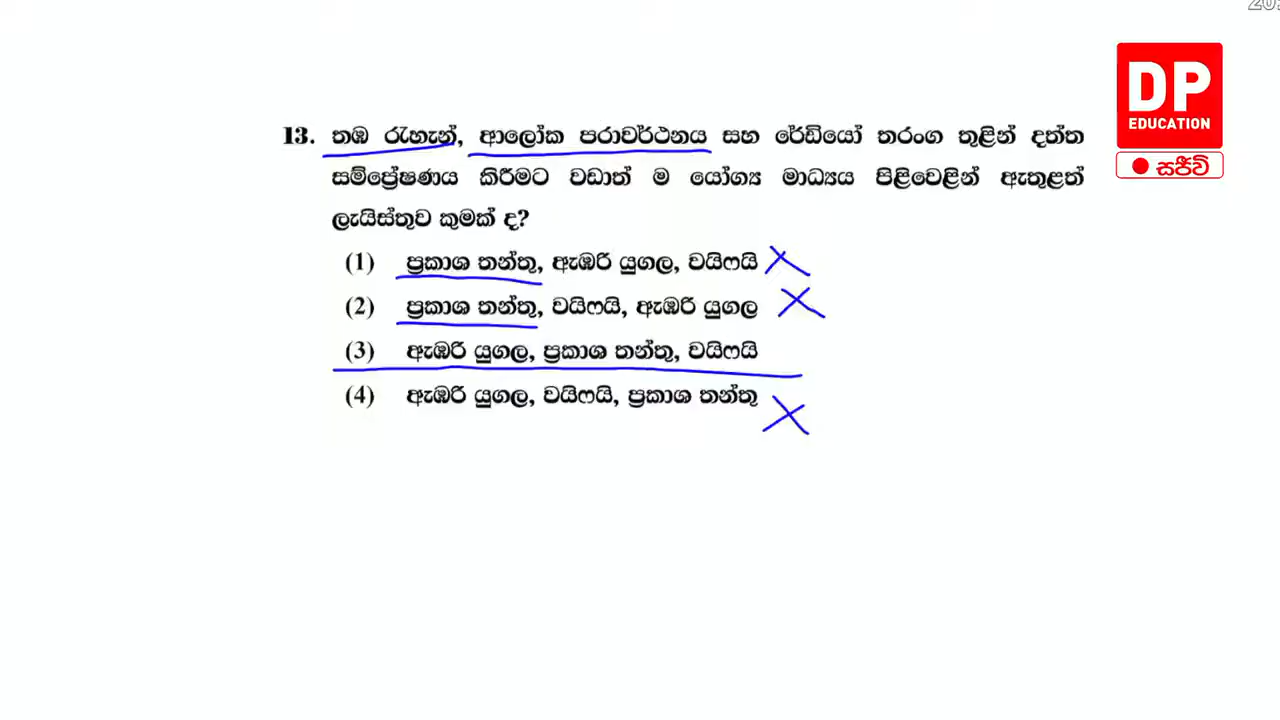 DP
EDUCATION
සජීවි
13. තඹ රැහැන්, ආලෝක පරාවර්ථනය සහ රේඩියෝ තරංග තුළින් දත්ත
සම්ප්‍රේෂණය කිරීමට වඩාත් ම යෝග්‍ය මාධ්‍යය පිළිවෙළින් ඇතුළත්
ලැයිස්තුව කුමක් ද?
(1) ප්‍රකාශ තන්තු, ඇඹරි යුගල, වයිෆයි
(2) ප්‍රකාශ තන්තු, වයිෆයි, ඇඹරි යුගල
(3) ඇඹරි යුගල, ප්‍රකාශ තන්තු, වයිෆයි
(4) ඇඹරි යුගල, වයිෆයි, ප්‍රකාශ තන්තු